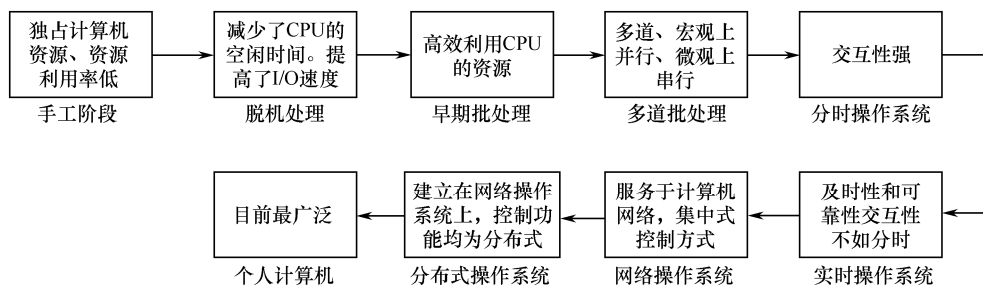 独占计算机
资源、资源
利用率低
手工阶段
减少了CPU的
空闲时间。提
高了I/O速度
脱机处理
高效利用CPU
的资源
早期批处理
多道、宏观上
并行、微观上
串行
多道批处理
交互性强
分时操作系统
及时性和可
靠性交互性
不如分时
实时操作系统
服务于计算机
网络，集中式
控制方式
网络操作系统
建立在网络操作
系统上，控制功
能均为分布式
分布式操作系统
目前最广泛
个人计算机